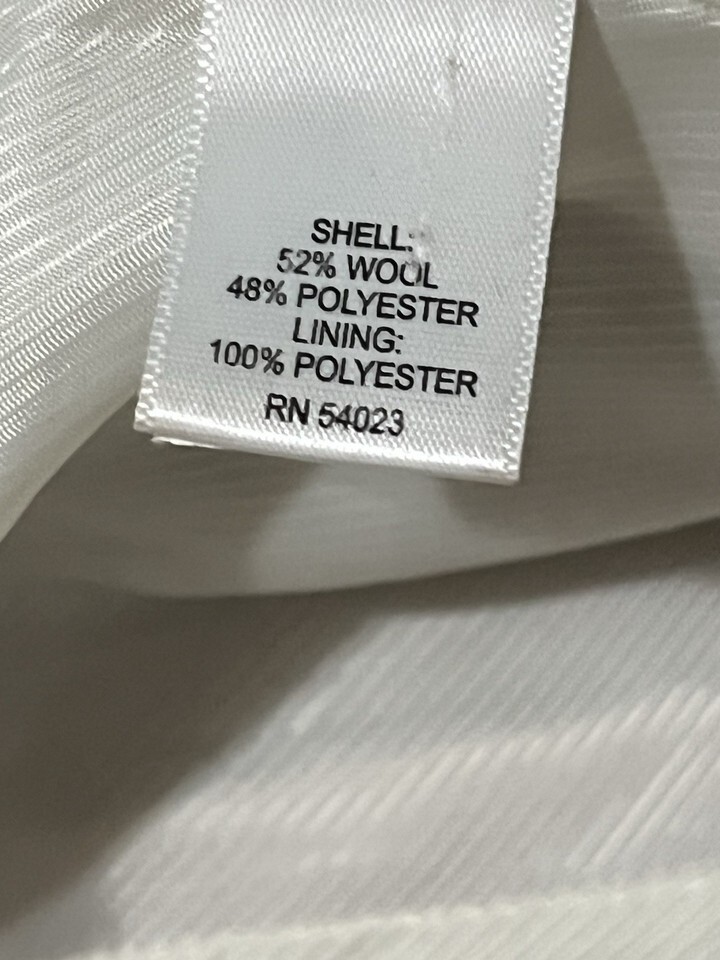 SHELL:
52% WOOL
48% POLYESTER
LINING:
100% POLYESTER
RN 54023